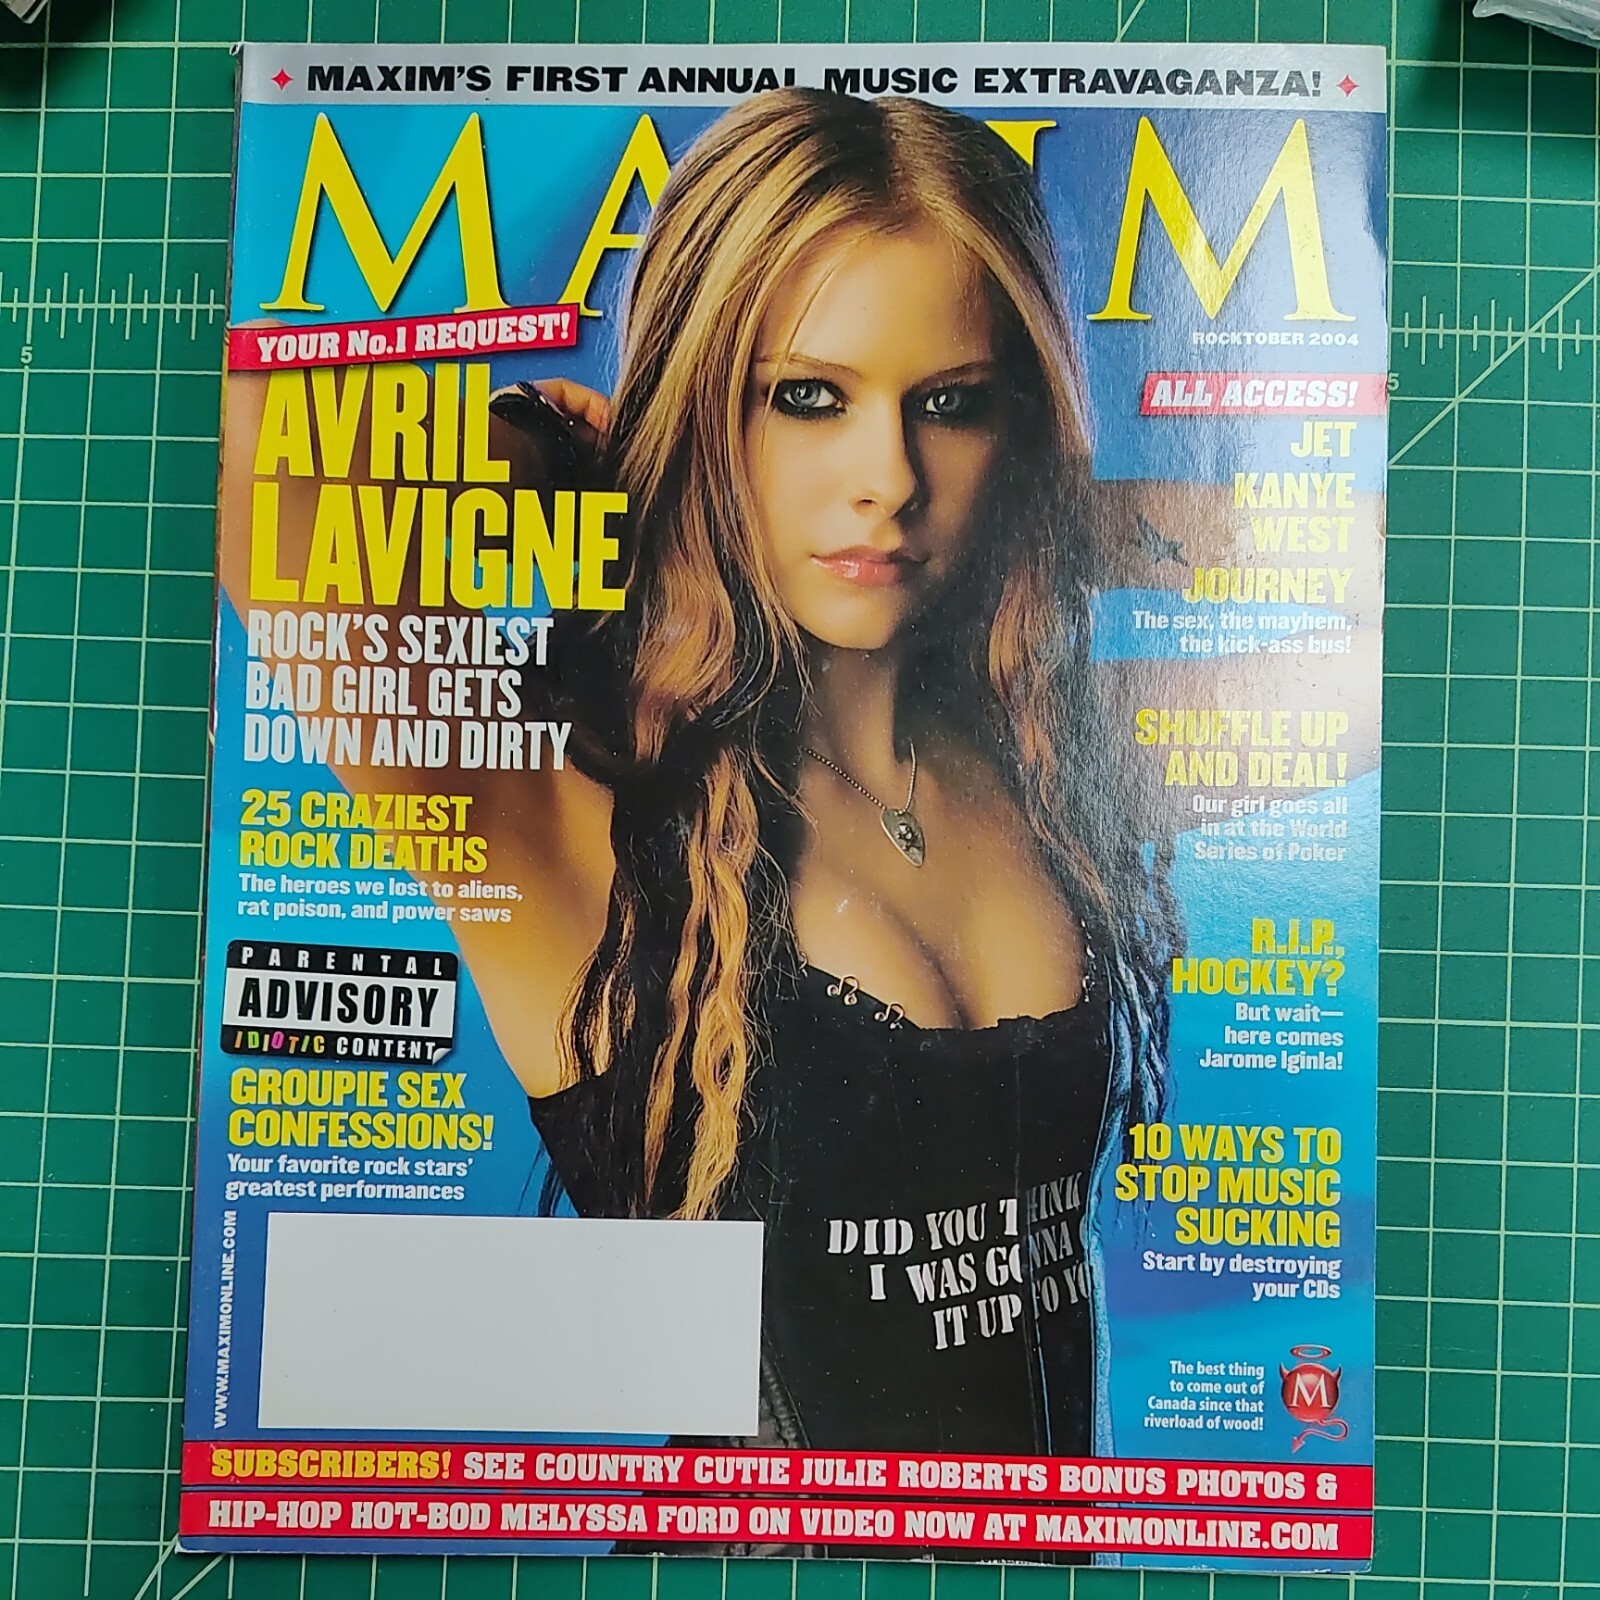 MAXIM'S FIRST ANNUAL MUSIC EXTRAVAGANZA!
MAXIM
ROCKTOBER 2004
YOUR No.1 REQUEST!
AVRIL
LAVIGNE
ROCK'S SEXIEST
BAD GIRL GETS
DOWN AND DIRTY
25 CRAZIEST
ROCK DEATHS
The heroes we lost to aliens,
rat poison, and power saws
PARENTAL
ADVISORY
IDIOTIC CONTENT
GROUPIE SEX
CONFESSIONS!
Your favorite rock stars'
greatest performances
WWW.MAXIMONLINE.COM
ALL ACCESS!
JET
KANYE
WEST
JOURNEY
The sex, the mayhem,
the kick-ass bus!
SHUFFLE UP
AND DEAL!
Our girl goes all
in at the World
Series of Poker
R.I.P.,
HOCKEY?
But wait—
here comes
Jarome Iginla!
10 WAYS TO
STOP MUSIC
SUCKING
Start by destroying
your CDs
DID YOU THINK
I WAS GONNA
IT UP TO YO
The best thing
to come out of
Canada since that
riverload of wood!
M
SUBSCRIBERS! SEE COUNTRY CUTIE JULIE ROBERTS BONUS PHOTOS &
HIP-HOP HOT-BOD MELYSSA FORD ON VIDEO NOW AT MAXIMONLINE.COM
5
5